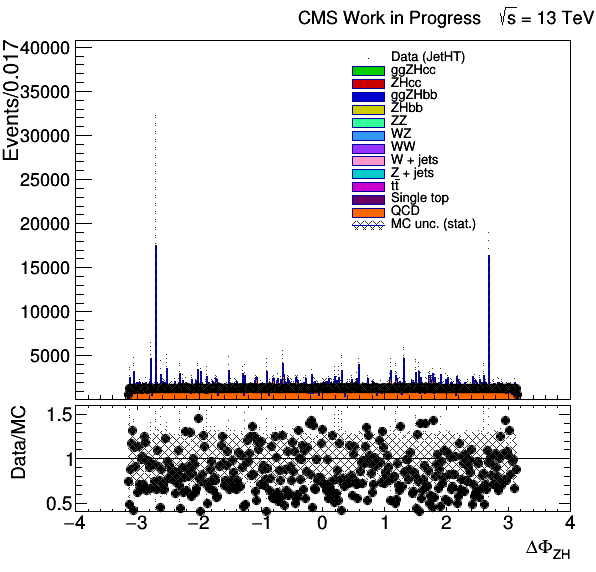 CMS Work in Progress √s = 13 TeV
Events/0.017
40000
35000
30000
25000
20000
15000
10000
5000
Data (JetHT)
ggZHcc
ZHcc
ggZHbb
ZHbb
ZZ
WZ
WW
W + jets
Z + jets
tt̄
Single top
QCD
MC unc. (stat.)
Data/MC
1.5
1
0.5
−4 −3 −2 −1 0 1 2 3 4
ΔΦZH